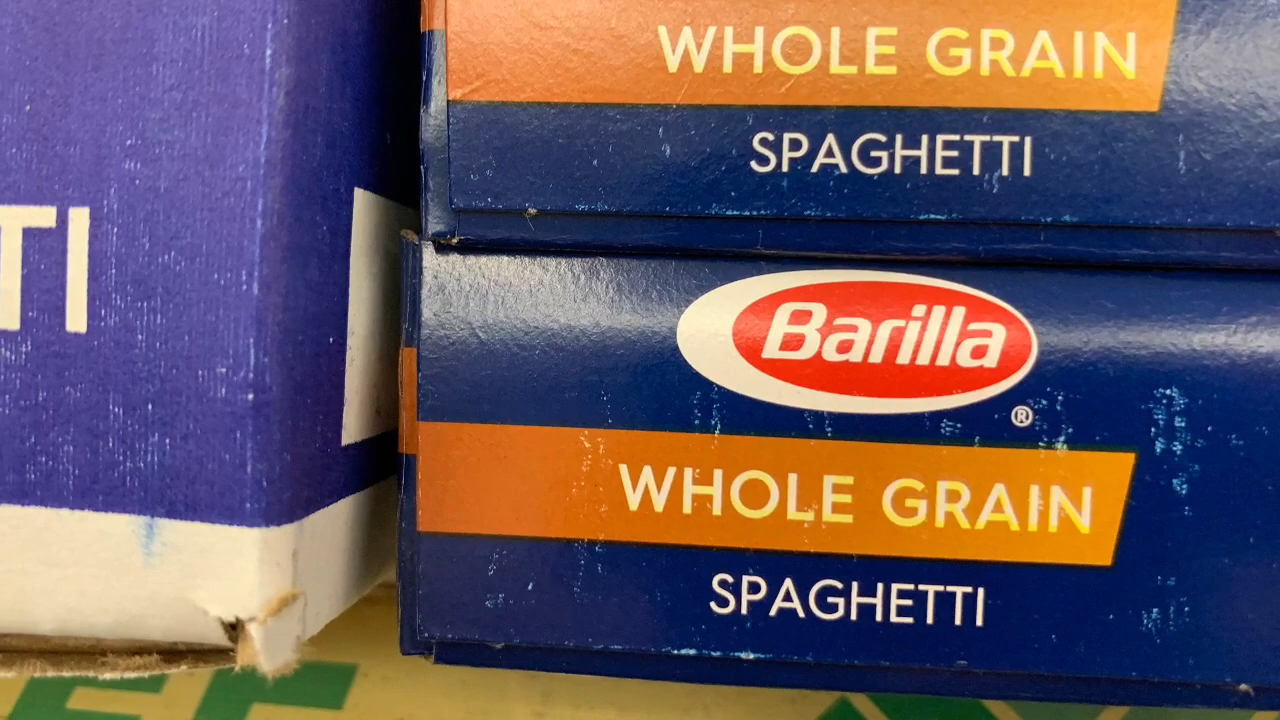 WHOLE GRAIN
SPAGHETTI
TI
Barilla
®
WHOLE GRAIN
SPAGHETTI